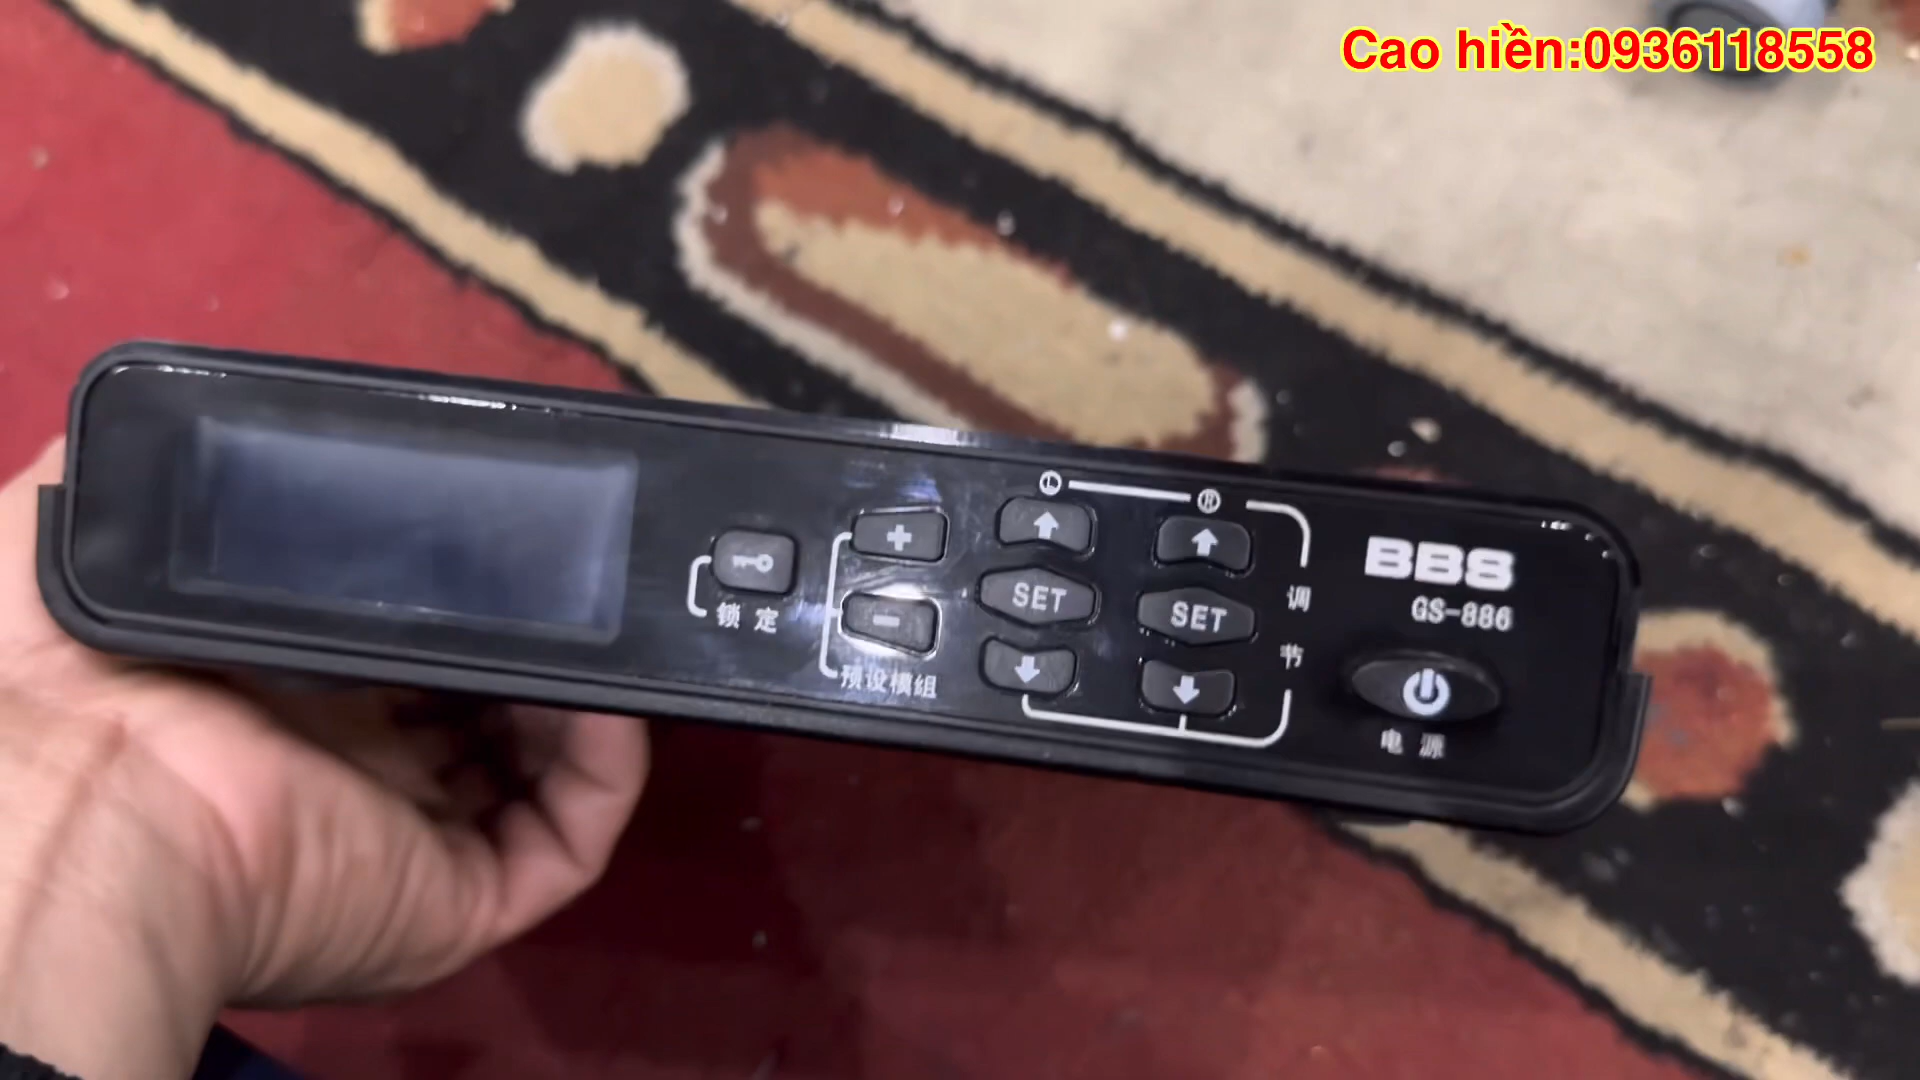 Cao hiền:0936118558
Ⓛ
Ⓡ
BBS
GS-886
SET
SET
调
节
锁 定
预设模组
电 源